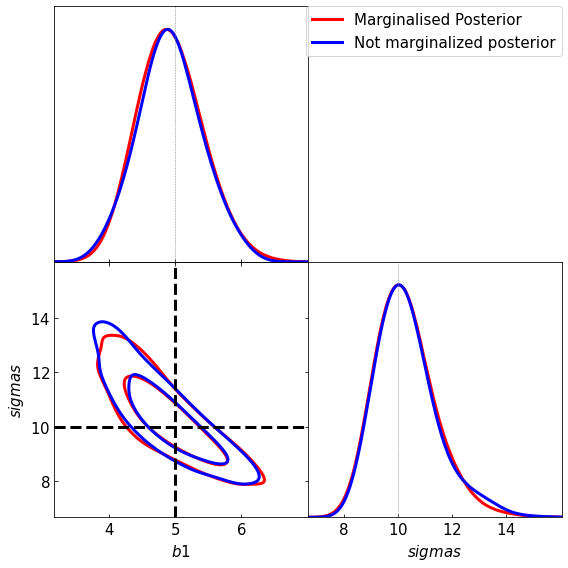 Marginalised Posterior
Not marginalized posterior
sigmas
14
12
10
8
4 6 5
b1
8 10 12 14
sigmas